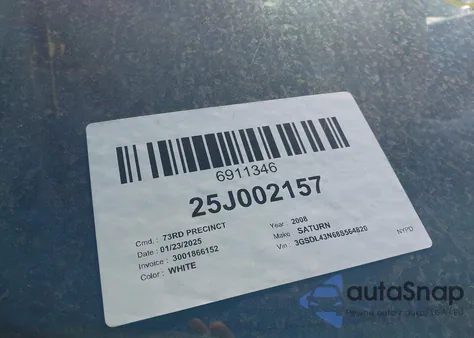 6911346
25J002157
Cmd. : 73RD PRECINCT
Date : 01/23/2025
Invoice : 3001866152
Color : WHITE
Year : 2008
Make : SATURN
Vin : 3GSDL43N68S564820
NYPD
autaSnap